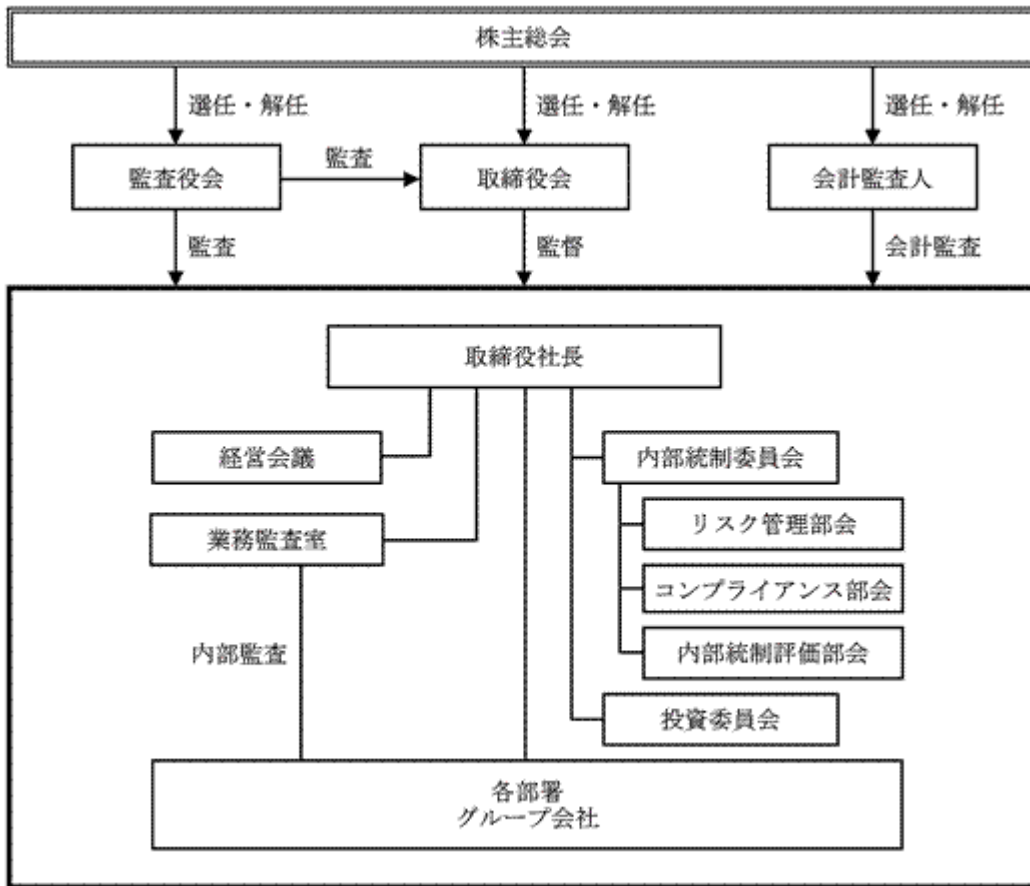 株主総会
選任・解任
選任・解任
選任・解任
監査役会
監査
取締役会
会計監査人
監査
監督
会計監査
取締役社長
経営会議
内部統制委員会
業務監査室
リスク管理部会
コンプライアンス部会
内部監査
内部統制評価部会
投資委員会
各部署
グループ会社